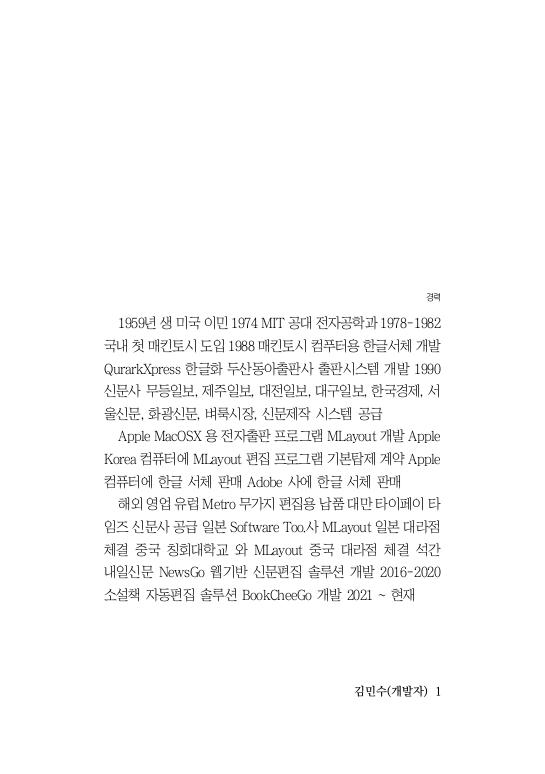 경력
1959년 생 미국 이민 1974 MIT 공대 전자공학과 1978-1982
국내 첫 매킨토시 도입 1988 매킨토시 컴푸터용 한글서체 개발
QurarkXpress 한글화 두산동아출판사 출판시스템 개발 1990
신문사 무등일보, 제주일보, 대전일보, 대구일보, 한국경제, 서
울신문, 화광신문, 벼룩시장, 신문제작 시스템 공급
Apple MacOSX 용 전자출판 프로그램 MLayout 개발 Apple
Korea 컴퓨터에 MLayout 편집 프로그램 기본탑제 계약 Apple
컴퓨터에 한글 서체 판매 Adobe 사에 한글 서체 판매
해외 영업 유럽 Metro 무가지 편집용 납품 대만 타이페이 타
임즈 신문사 공급 일본 Software Too.사 MLayout 일본 대라점
체결 중국 칭회대학교 와 MLayout 중국 대라점 체결 석간
내일신문 NewsGo 웹기반 신문편집 솔루션 개발 2016-2020
소설책 자동편집 솔루션 BookCheeGo 개발 2021 ~ 현재
김민수(개발자) 1